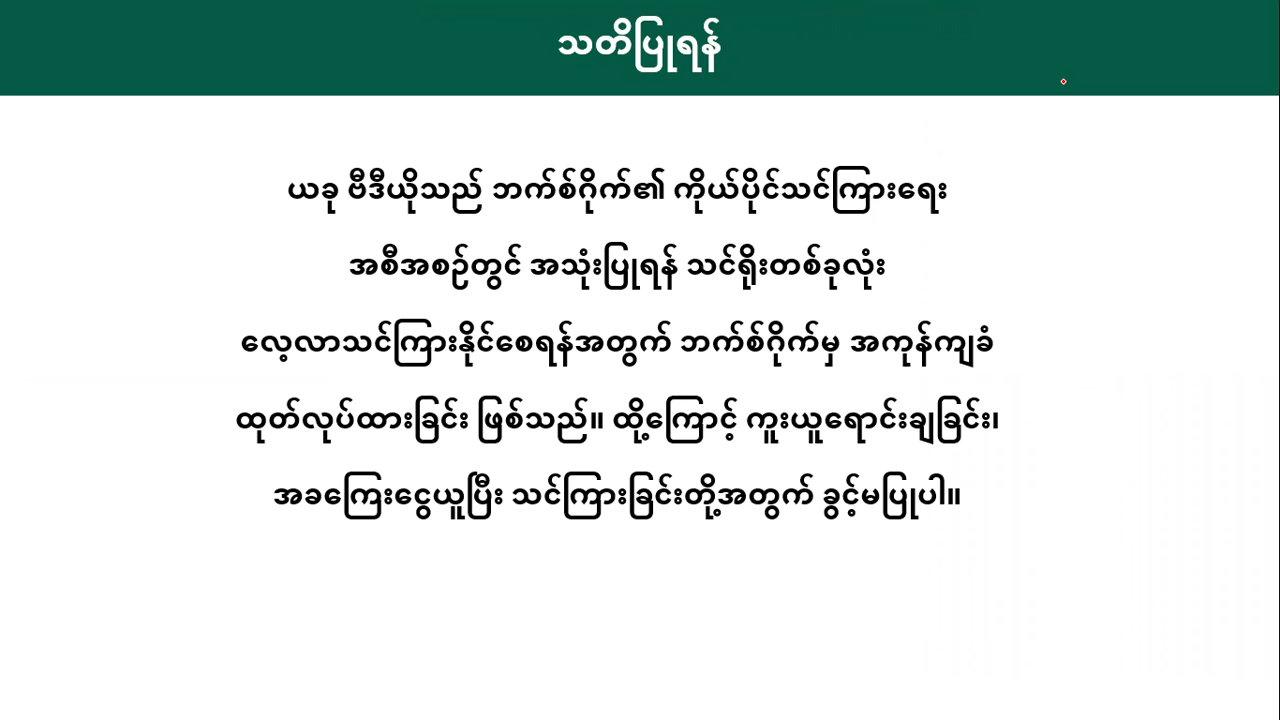 သတိပြုရန်
ယခု ဗီဒီယိုသည် ဘက်စ်ဂိုက်၏ ကိုယ်ပိုင်သင်ကြားရေး
အစီအစဉ်တွင် အသုံးပြုရန် သင်ရိုးတစ်ခုလုံး
လေ့လာသင်ကြားနိုင်စေရန်အတွက် ဘက်စ်ဂိုက်မှ အကုန်ကျခံ
ထုတ်လုပ်ထားခြင်း ဖြစ်သည်။ ထို့ကြောင့် ကူးယူရောင်းချခြင်း၊
အခကြေးငွေယူပြီး သင်ကြားခြင်းတို့အတွက် ခွင့်မပြုပါ။